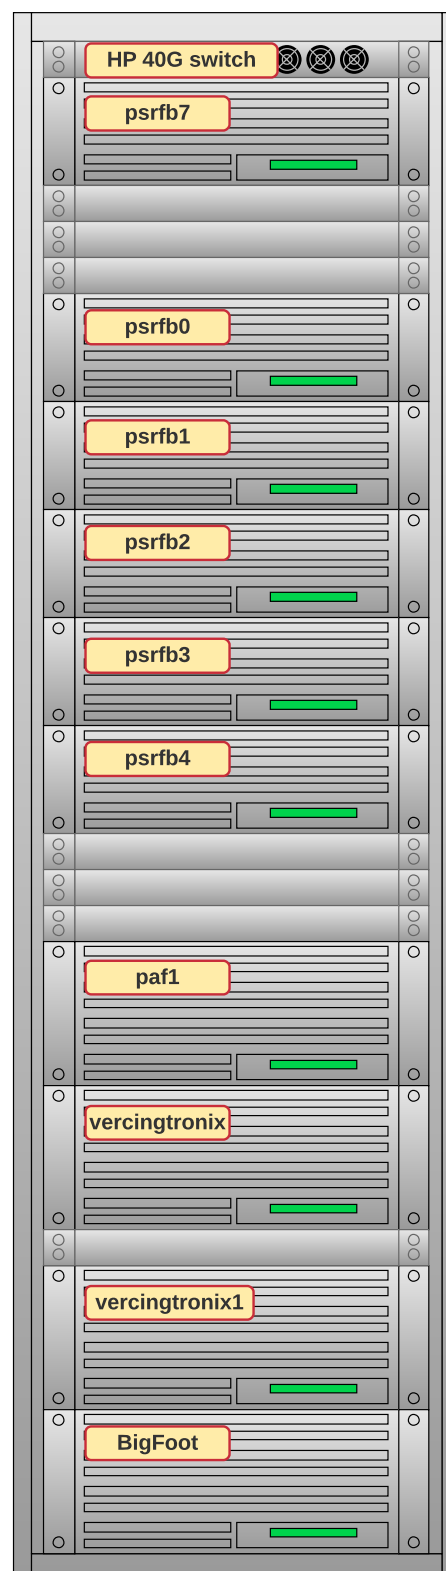 HP 40G switch
psrfb7
psrfb0
psrfb1
psrfb2
psrfb3
psrfb4
paf1
vercingtronix
vercingtronix1
BigFoot